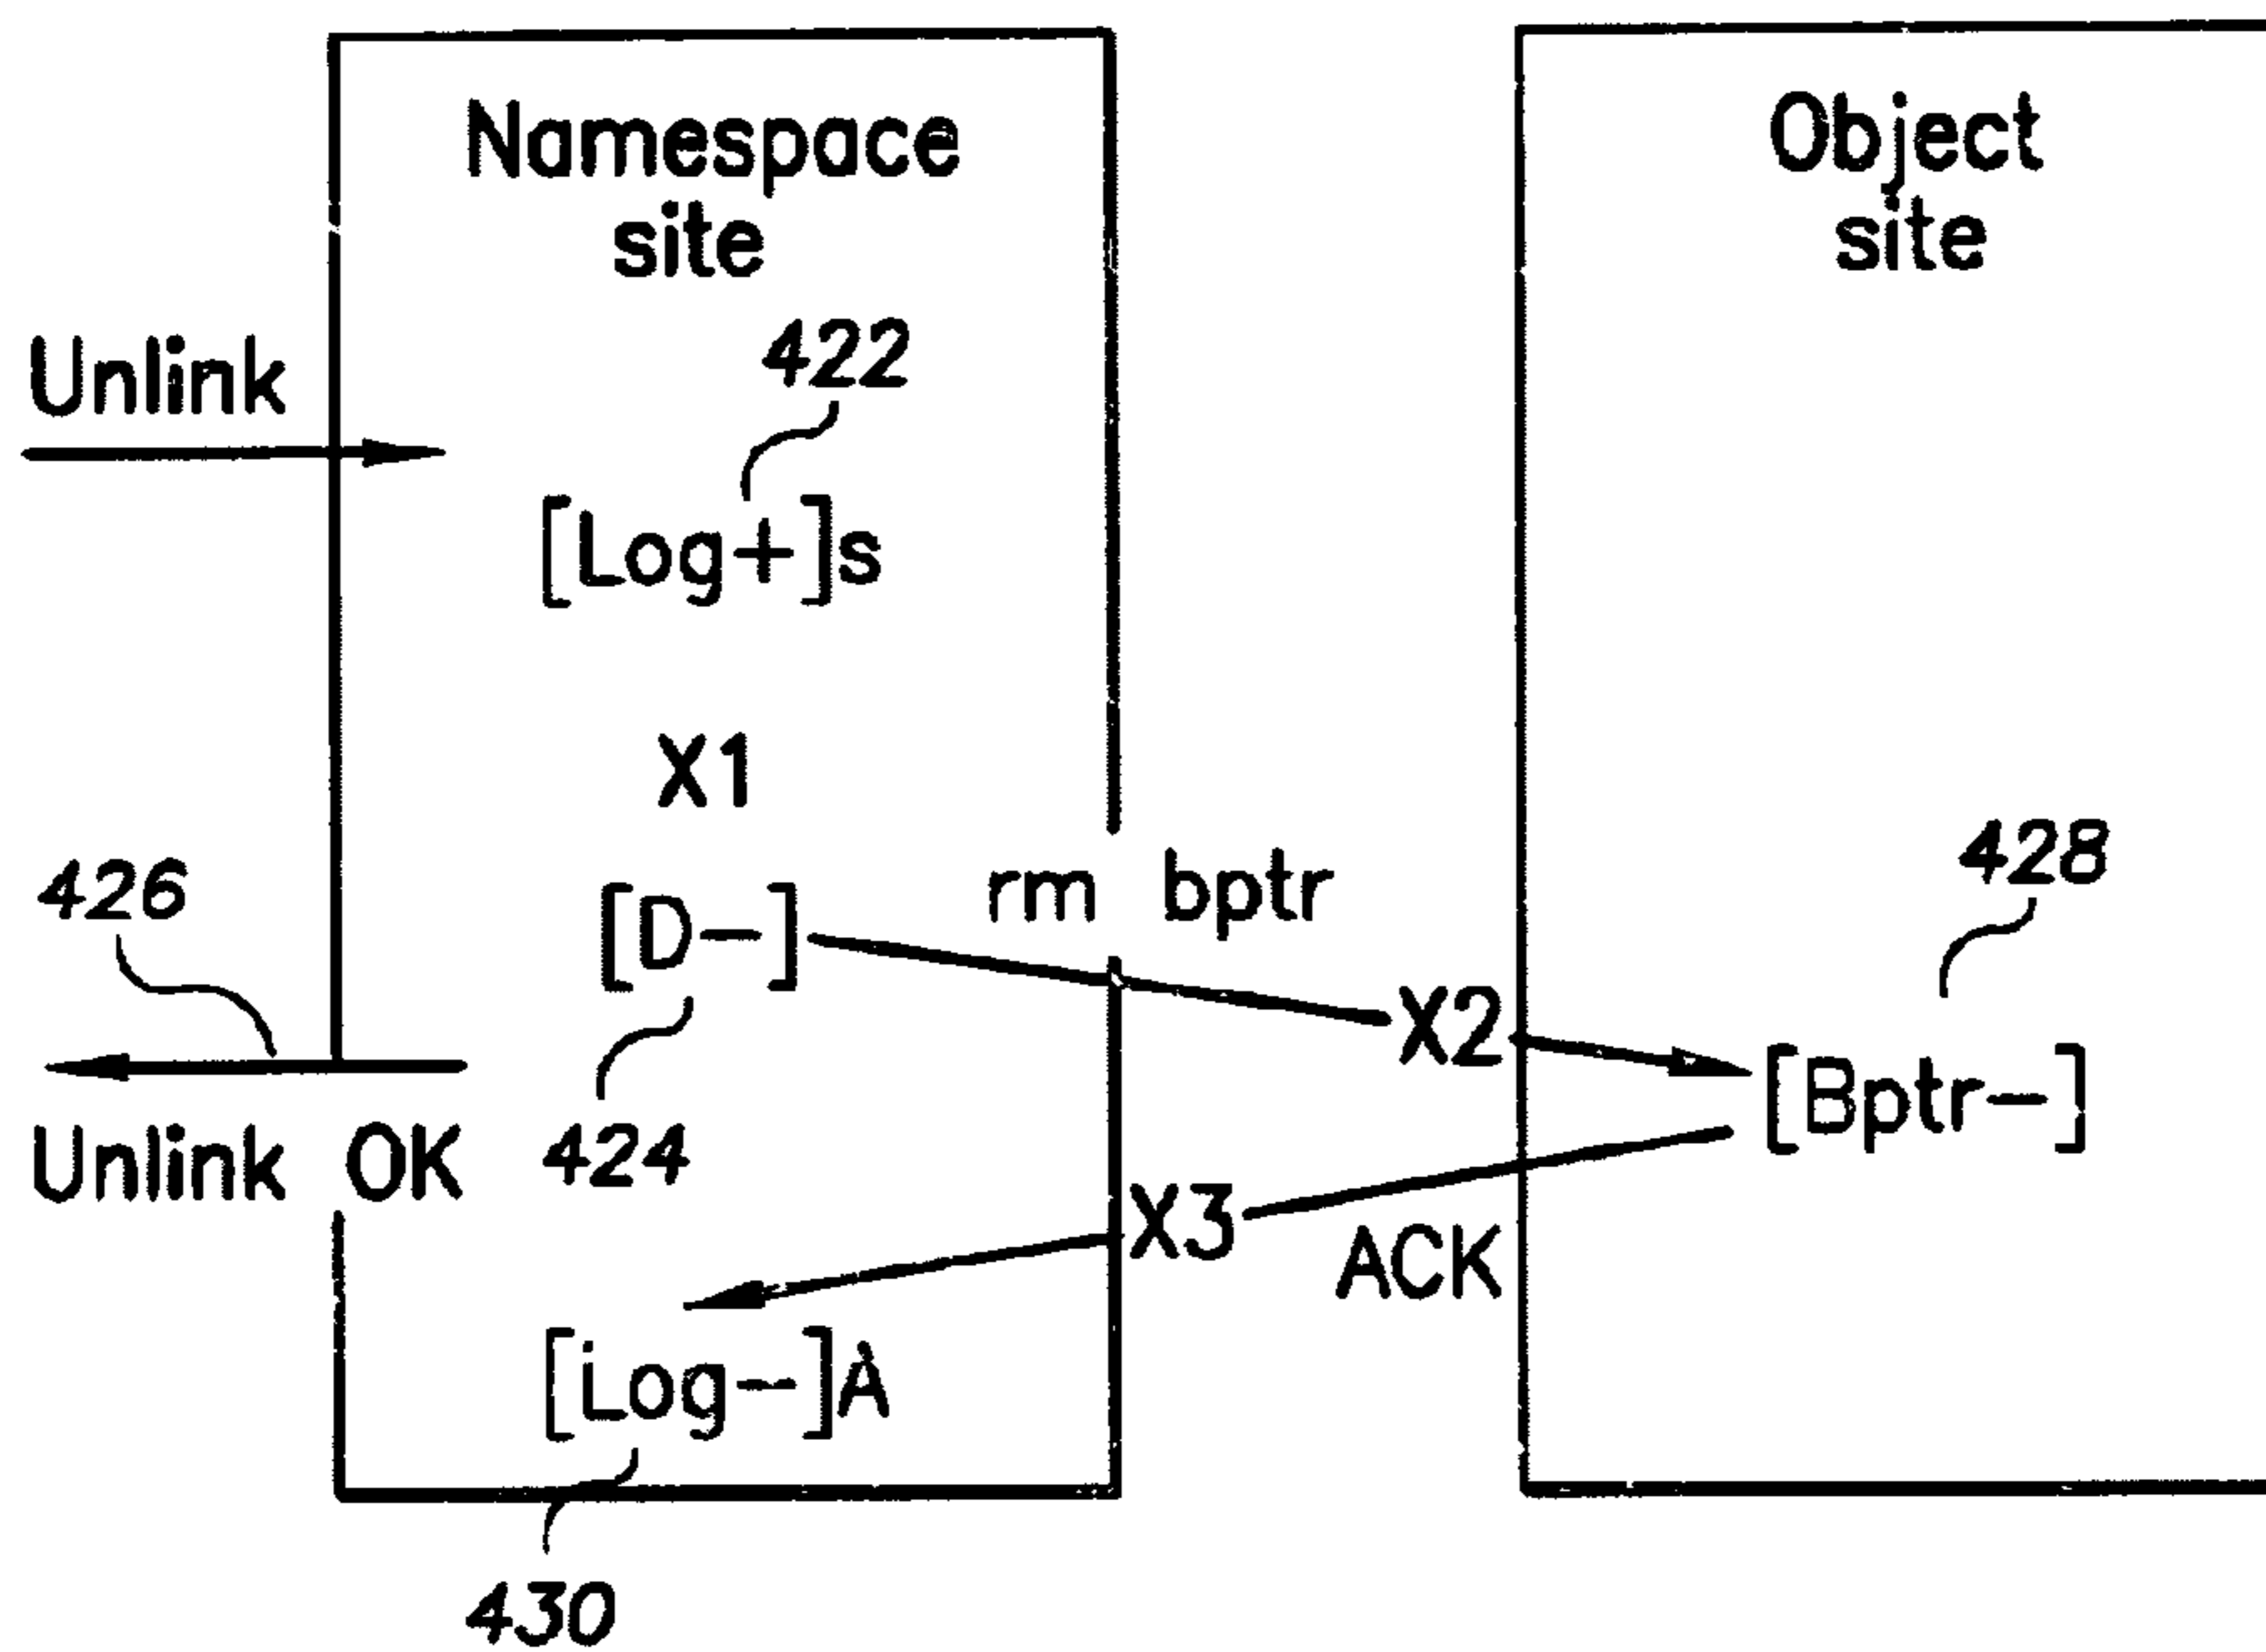 Namespace
site
Object
site
422
Unlink
[Log+]s
X1
426
rm bptr
428
[D-]
X2
[Bptr-]
Unlink OK
424
X3
ACK
[Log-]A
430